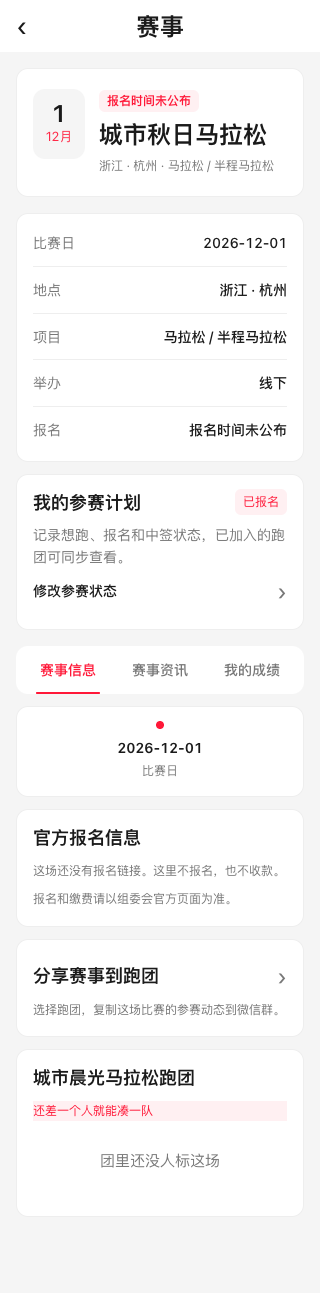 ‹ 赛事
1
12月
报名时间未公布
城市秋日马拉松
浙江 · 杭州 · 马拉松 / 半程马拉松
比赛日 2026-12-01
地点 浙江 · 杭州
项目 马拉松 / 半程马拉松
举办 线下
报名 报名时间未公布
我的参赛计划 已报名
记录想跑、报名和中签状态，已加入的跑
团可同步查看。
修改参赛状态 ›
赛事信息 赛事资讯 我的成绩
2026-12-01
比赛日
官方报名信息
这场还没有报名链接。这里不报名，也不收款。
报名和缴费请以组委会官方页面为准。
分享赛事到跑团 ›
选择跑团，复制这场比赛的参赛动态到微信群。
城市晨光马拉松跑团
还差一个人就能凑一队
团里还没人标这场